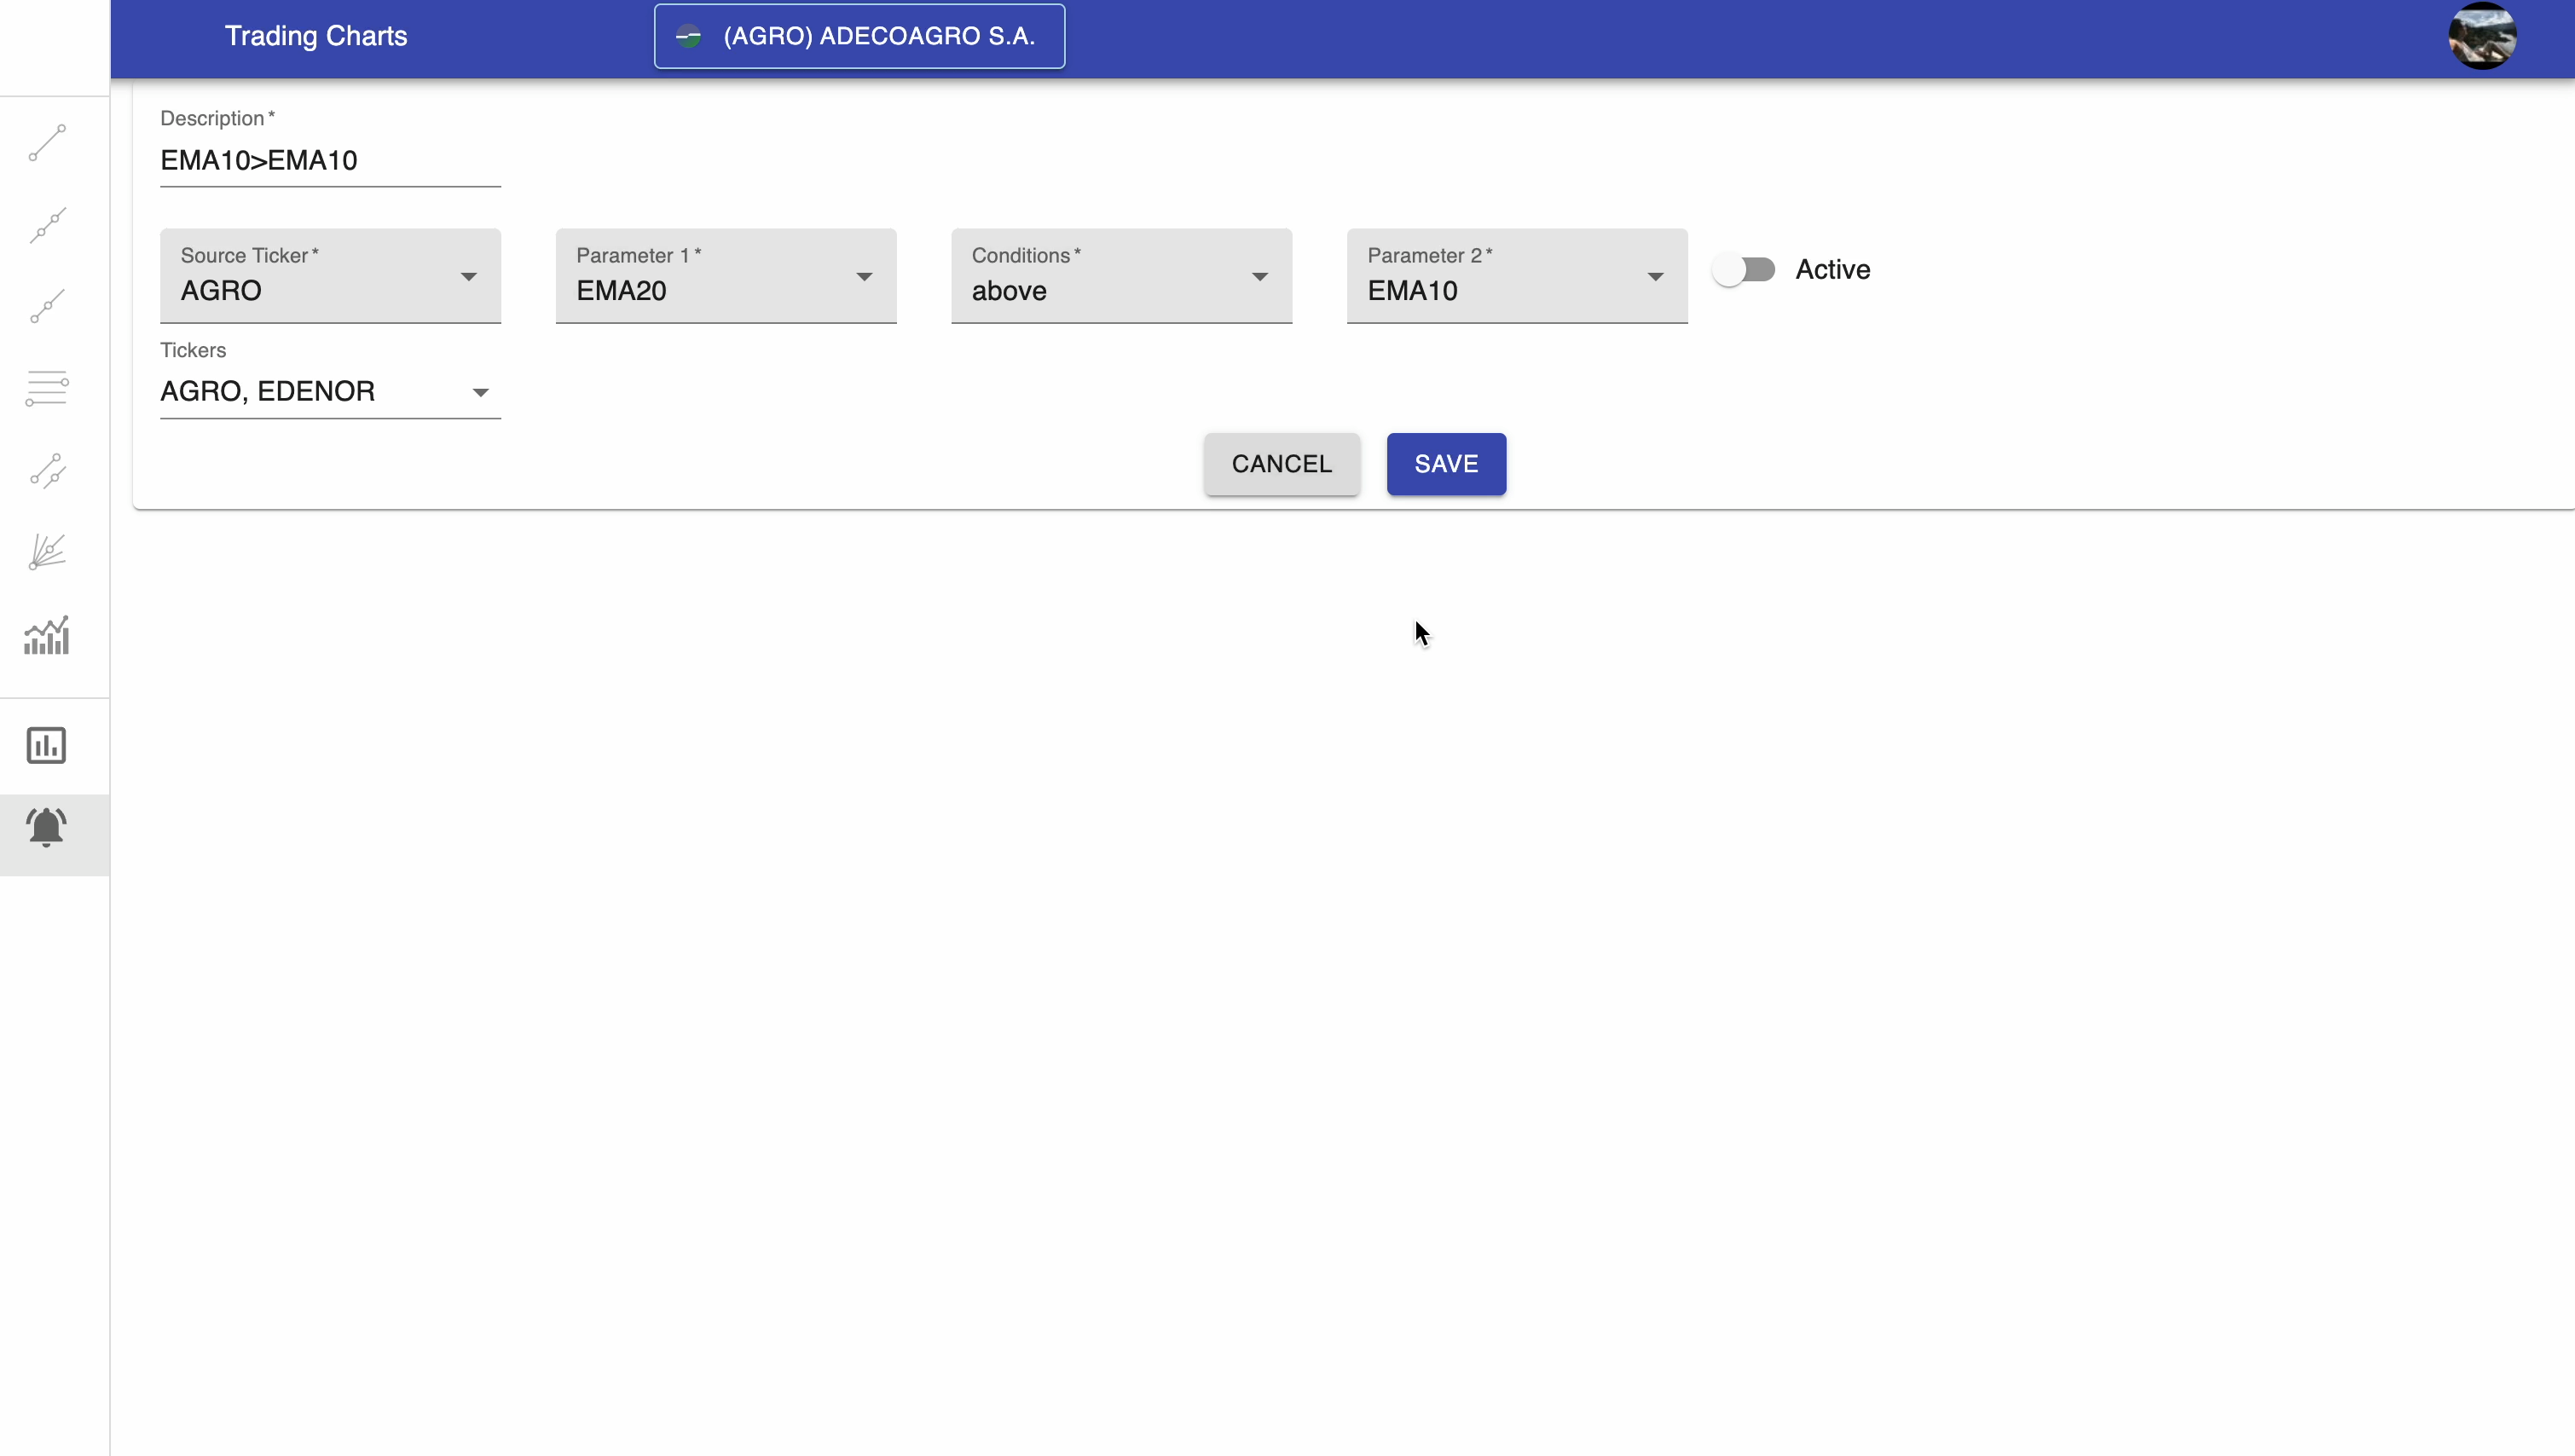 Trading Charts
(AGRO) ADECOAGRO S.A.
Description *
EMA10>EMA10
Source Ticker *
AGRO
Parameter 1 *
EMA20
Conditions *
above
Parameter 2 *
EMA10
Active
Tickers
AGRO, EDENOR
CANCEL
SAVE